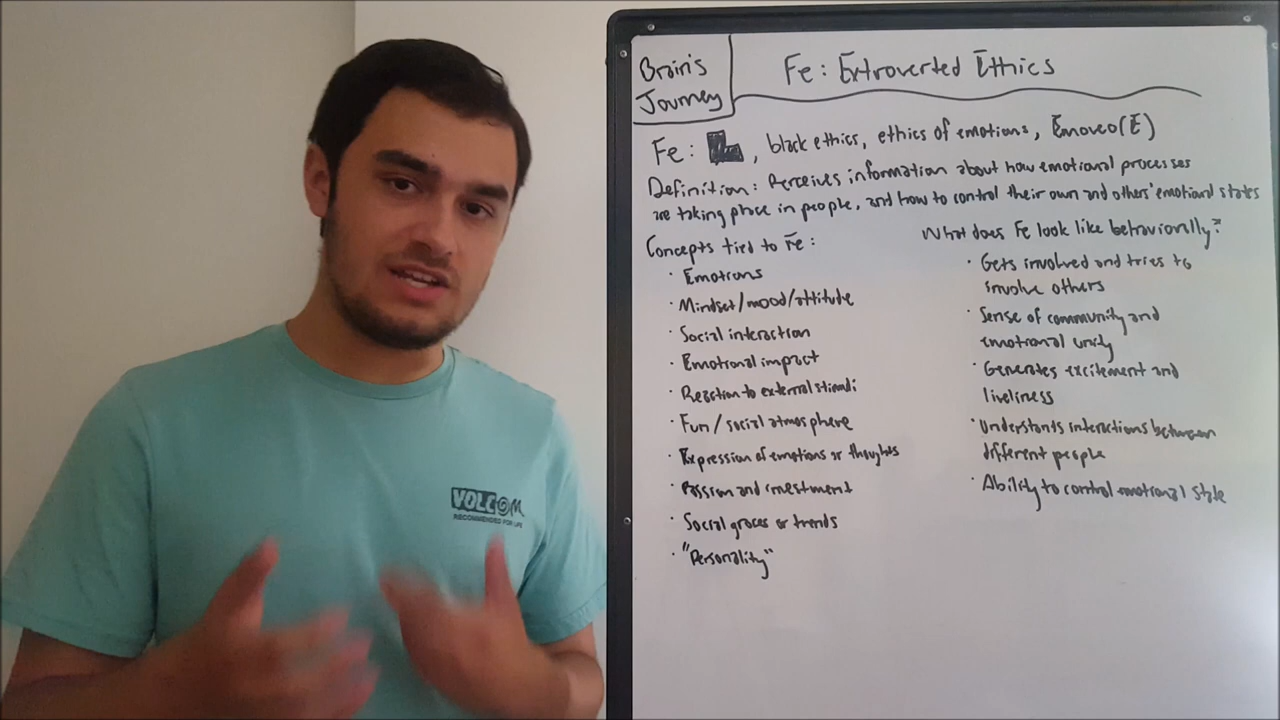 Brain's
Journey
Fe: Extroverted Ethics
Fe: , black ethics, ethics of emotions, Emoveo (E)
Definition: Perceives information about how emotional processes
are taking place in people, and how to control their own and others' emotional states
Concepts tied to Fe:
· Emotions
· Mindset/mood/attitude
· Social interaction
· Emotional impact
· Reaction to external stimuli
· Fun/social atmosphere
· Expression of emotions or thoughts
· Passion and investment
· Social graces or trends
· "Personality"
What does Fe look like behaviorally?
· Gets involved and tries to
involve others
· Sense of community and
emotional unity
· Generates excitement and
liveliness
· Understands interactions between
different people
· Ability to control emotional state
VOLCOM
RECOMMENDED FOR LIFE